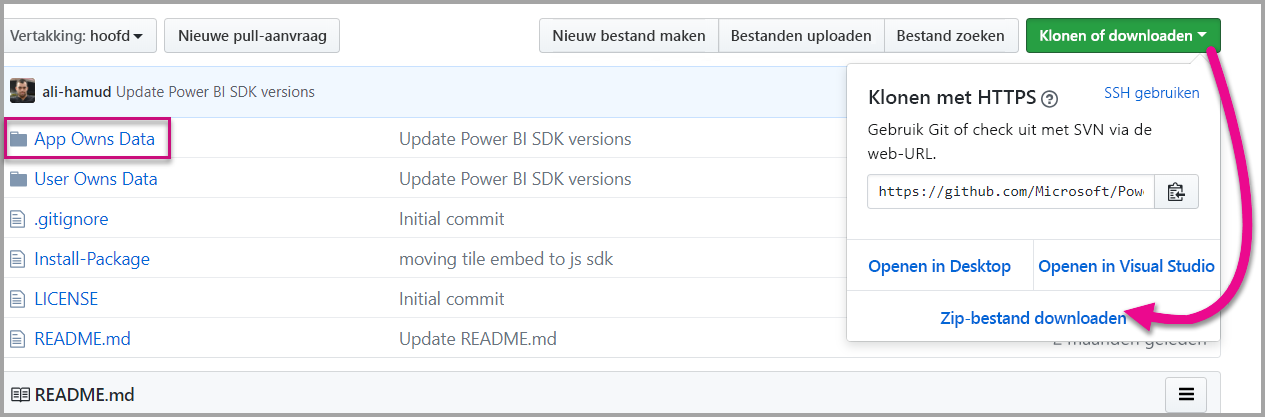 Vertakking: hoofd
Nieuwe pull-aanvraag
Nieuw bestand maken
Bestanden uploaden
Bestand zoeken
Klonen of downloaden
ali-hamud Update Power BI SDK versions
App Owns Data
Update Power BI SDK versions
User Owns Data
Update Power BI SDK versions
.gitignore
Initial commit
Install-Package
moving tile embed to js sdk
LICENSE
Initial commit
README.md
Update README.md
2 maanden geleden
Klonen met HTTPS ?
SSH gebruiken
Gebruik Git of check uit met SVN via de
web-URL.
https://github.com/Microsoft/Pow
Openen in Desktop
Openen in Visual Studio
Zip-bestand downloaden
README.md